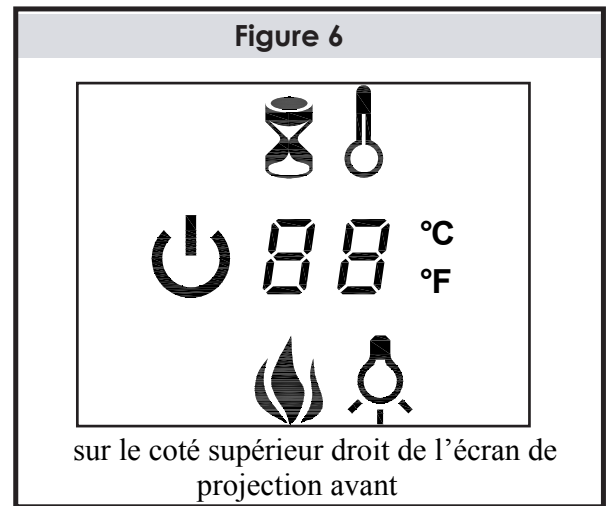 Figure 6
88 °C
°F
sur le coté supérieur droit de l'écran de
projection avant